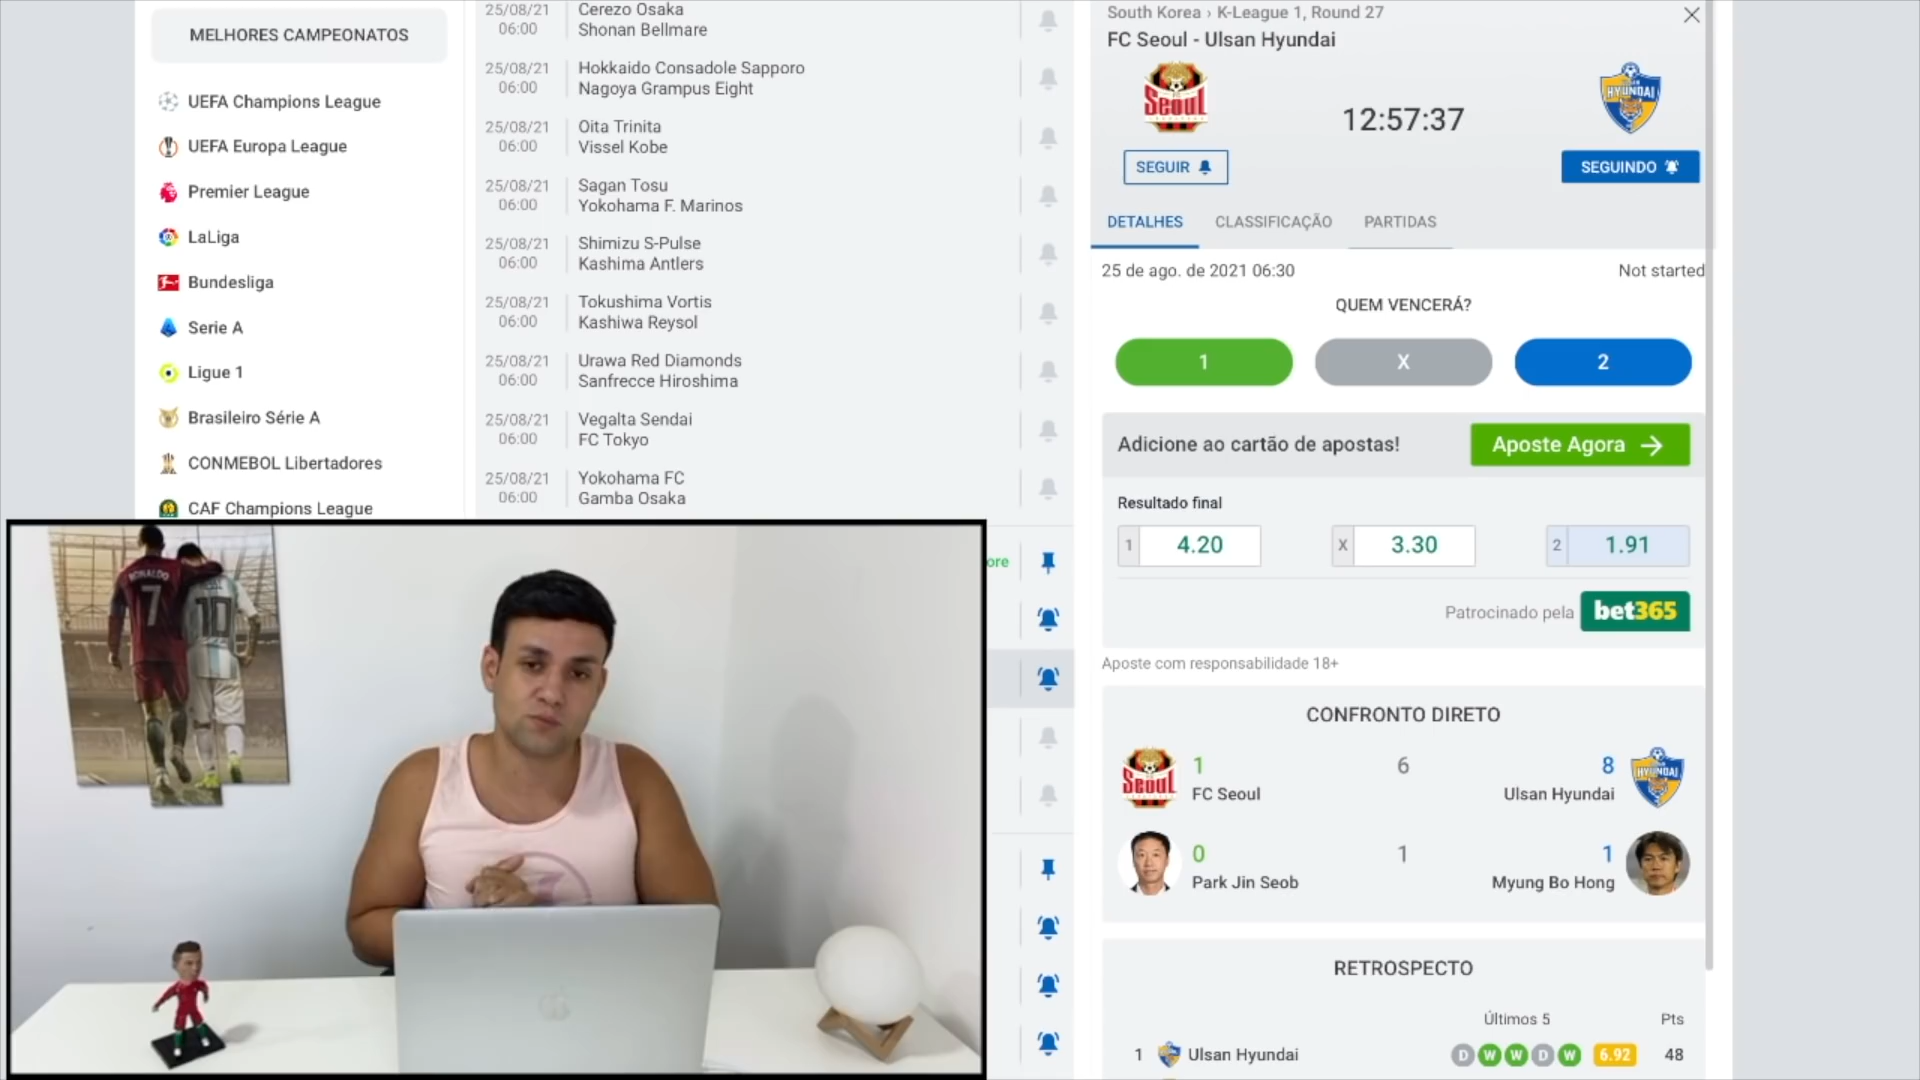 MELHORES CAMPEONATOS
UEFA Champions League
UEFA Europa League
Premier League
LaLiga
Bundesliga
Serie A
Ligue 1
Brasileiro Série A
CONMEBOL Libertadores
CAF Champions League
25/08/21 Cerezo Osaka
06:00 Shonan Bellmare
25/08/21 Hokkaido Consadole Sapporo
06:00 Nagoya Grampus Eight
25/08/21 Oita Trinita
06:00 Vissel Kobe
25/08/21 Sagan Tosu
06:00 Yokohama F. Marinos
25/08/21 Shimizu S-Pulse
06:00 Kashima Antlers
25/08/21 Tokushima Vortis
06:00 Kashiwa Reysol
25/08/21 Urawa Red Diamonds
06:00 Sanfrecce Hiroshima
25/08/21 Vegalta Sendai
06:00 FC Tokyo
25/08/21 Yokohama FC
06:00 Gamba Osaka
ore
RONALDO
7
10
South Korea › K-League 1, Round 27
FC Seoul - Ulsan Hyundai
Seoul
HYUNDAI
12:57:37
SEGUIR
SEGUINDO
DETALHES CLASSIFICAÇÃO PARTIDAS
25 de ago. de 2021 06:30 Not started
QUEM VENCERÁ?
1 X 2
Adicione ao cartão de apostas! Aposte Agora →
Resultado final
1 4.20 X 3.30 2 1.91
Patrocinado pela bet365
Aposte com responsabilidade 18+
CONFRONTO DIRETO
Seoul 1 6 8 HYUNDAI
FC Seoul Ulsan Hyundai
0 1 1
Park Jin Seob Myung Bo Hong
RETROSPECTO
Últimos 5 Pts
1 Ulsan Hyundai D W W D W 6.92 48